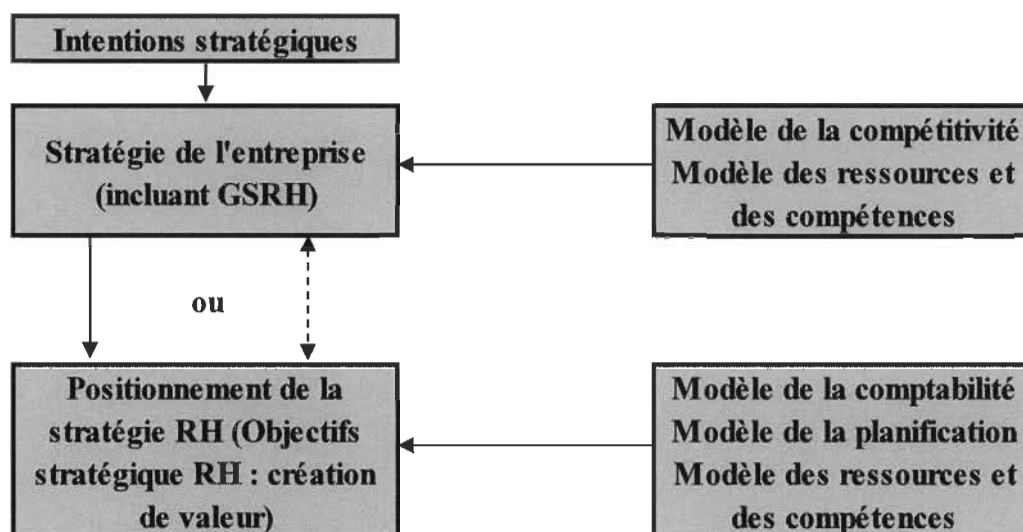 Intentions stratégiques
Stratégie de l'entreprise
(incluant GSRH)
Modèle de la compétitivité
Modèle des ressources et
des compétences
ou
Positionnement de la
stratégie RH (Objectifs
stratégique RH : création
de valeur)
Modèle de la comptabilité
Modèle de la planification
Modèle des ressources et
des compétences